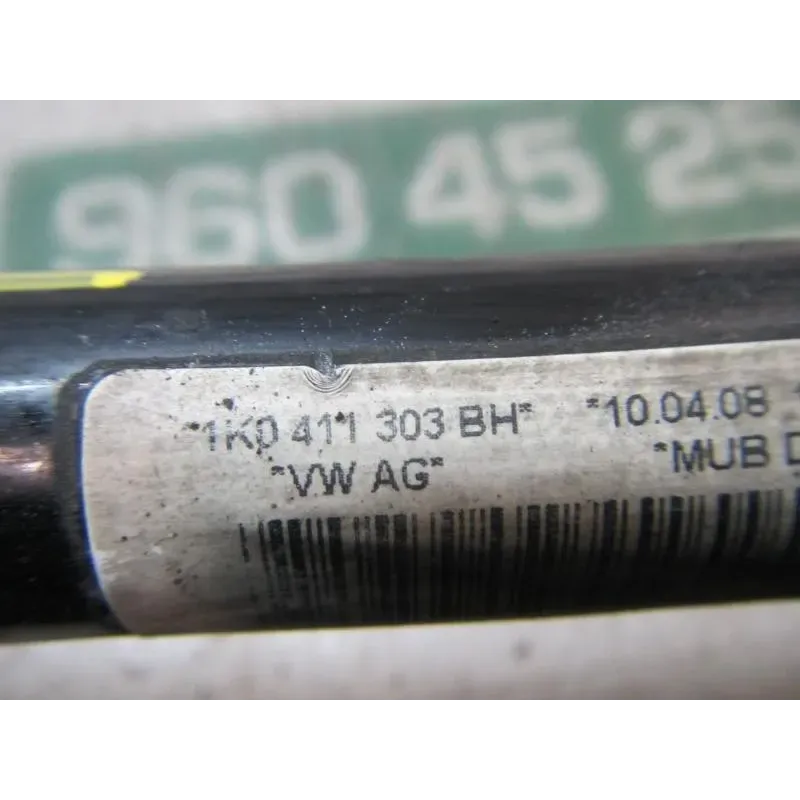 960 45 25
*1K0 411 303 BH* *10.04.08
*VW AG* *MUB